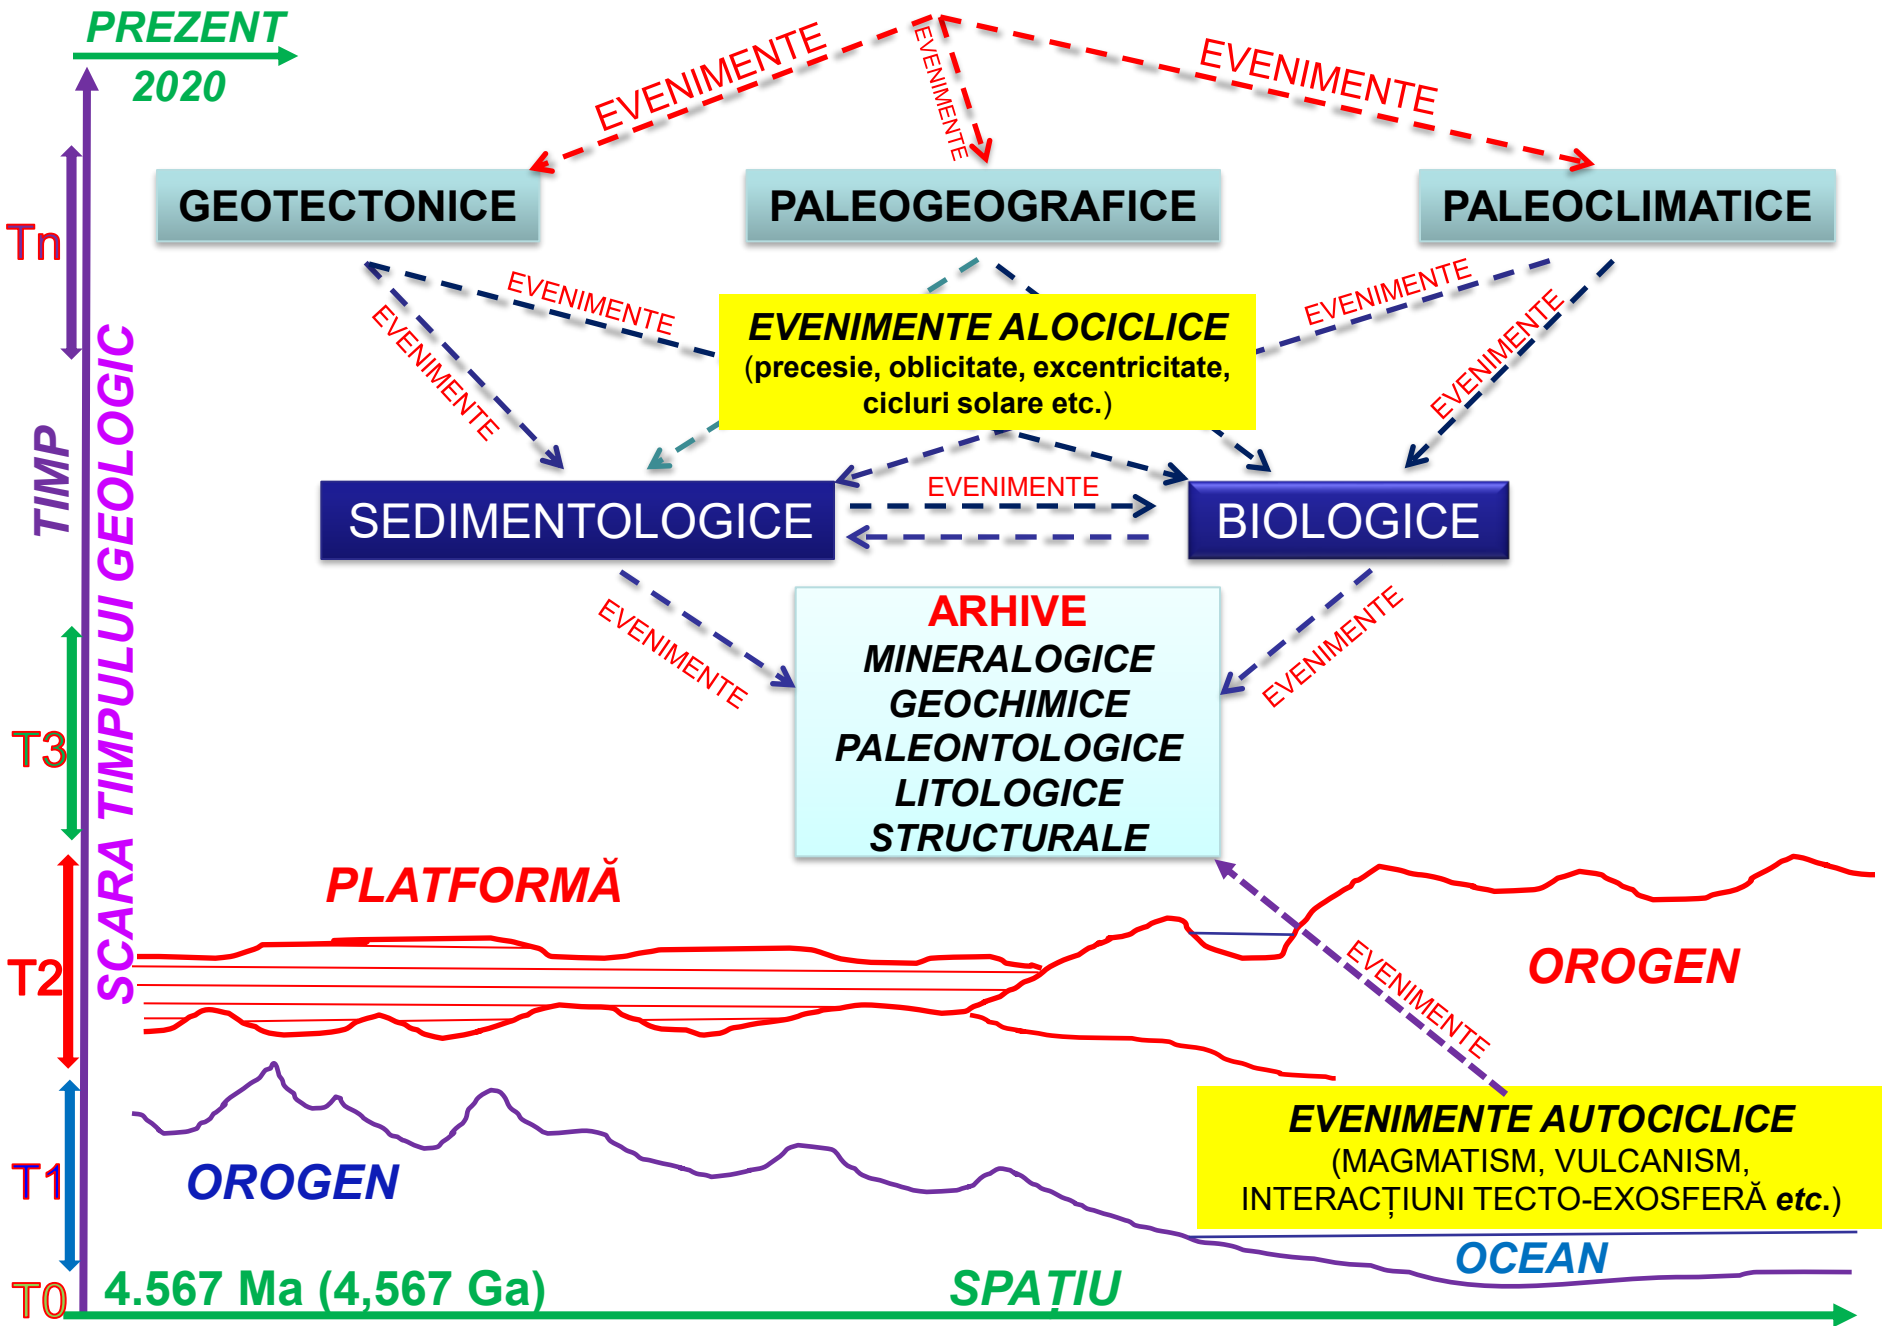 PREZENT
2020
EVENIMENTE
EVENIMENTE
EVENIMENTE
GEOTECTONICE
PALEOGEOGRAFICE
PALEOCLIMATICE
Tn
EVENIMENTE
EVENIMENTE
EVENIMENTE
EVENIMENTE
EVENIMENTE ALOCICLICE
(precesie, oblicitate, excentricitate,
cicluri solare etc.)
TIMP
SCARA TIMPULUI GEOLOGIC
SEDIMENTOLOGICE
EVENIMENTE
BIOLOGICE
EVENIMENTE
EVENIMENTE
ARHIVE
MINERALOGICE
GEOCHIMICE
PALEONTOLOGICE
LITOLOGICE
STRUCTURALE
T3
PLATFORMĂ
OROGEN
T2
EVENIMENTE
EVENIMENTE AUTOCICLICE
(MAGMATISM, VULCANISM,
INTERACȚIUNI TECTO-EXOSFERĂ etc.)
T1
OROGEN
OCEAN
T0
4.567 Ma (4,567 Ga)
SPAȚIU